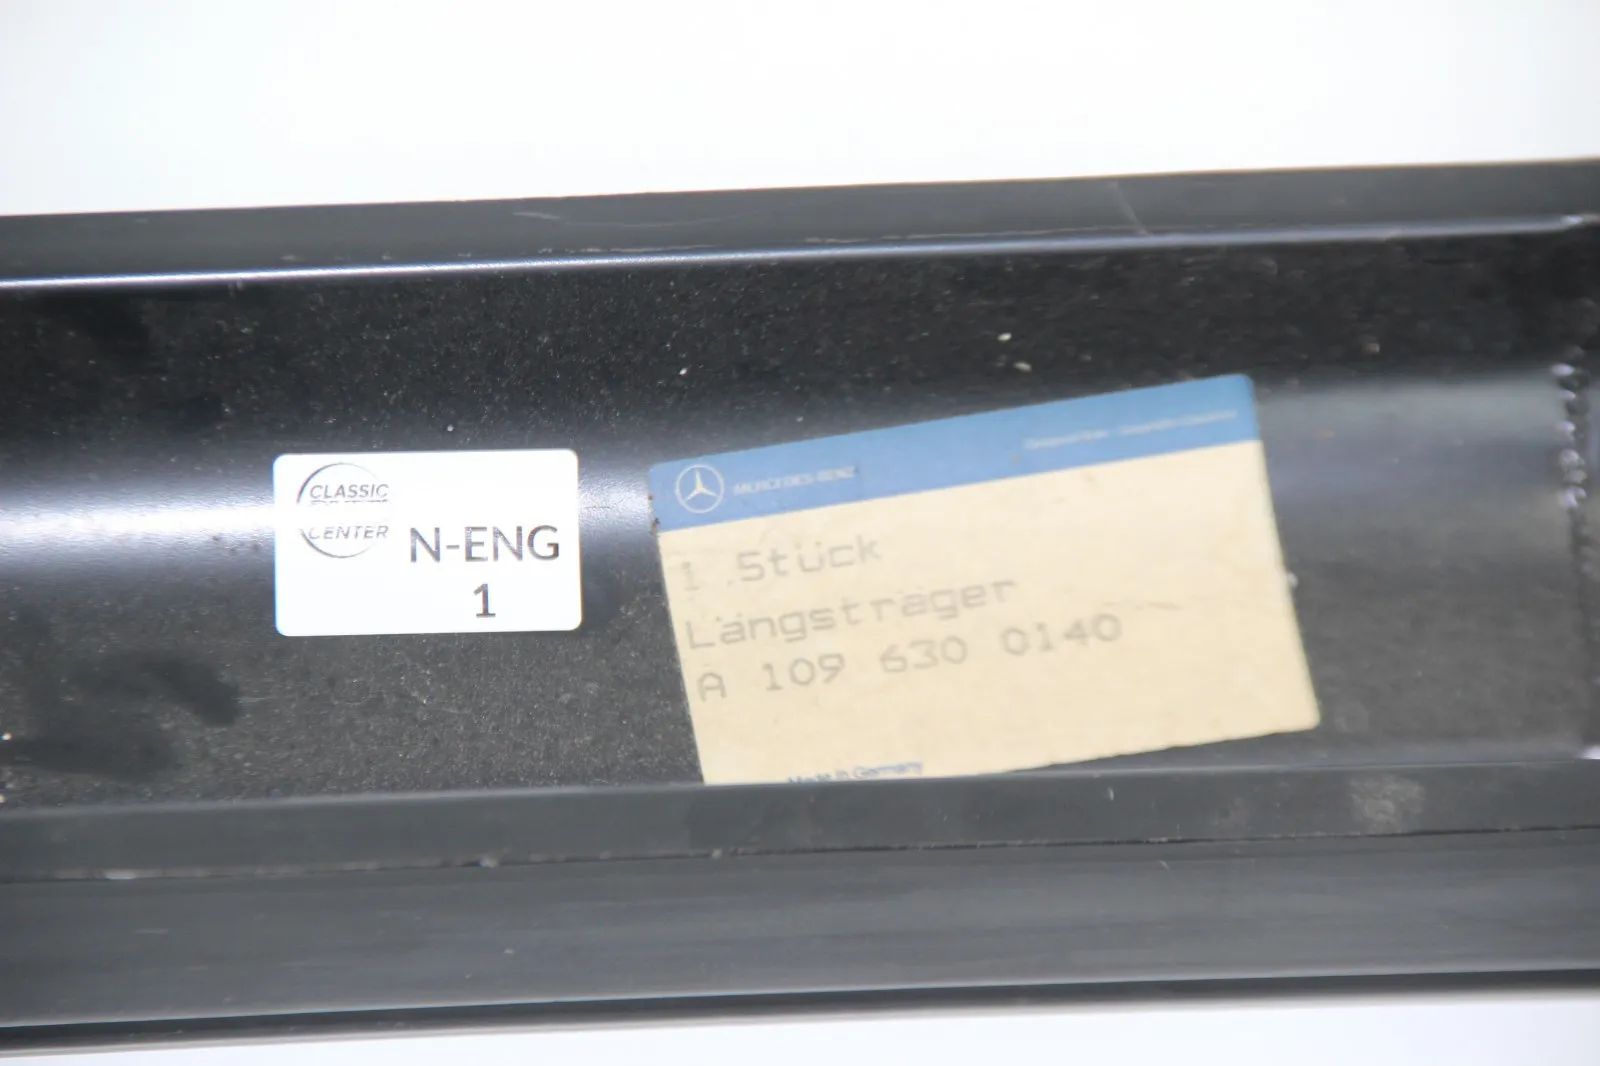 CLASSIC
CENTER
N-ENG
1
MERCEDES-BENZ
1 Stück
Längsträger
A 109 630 0140
Made in Germany